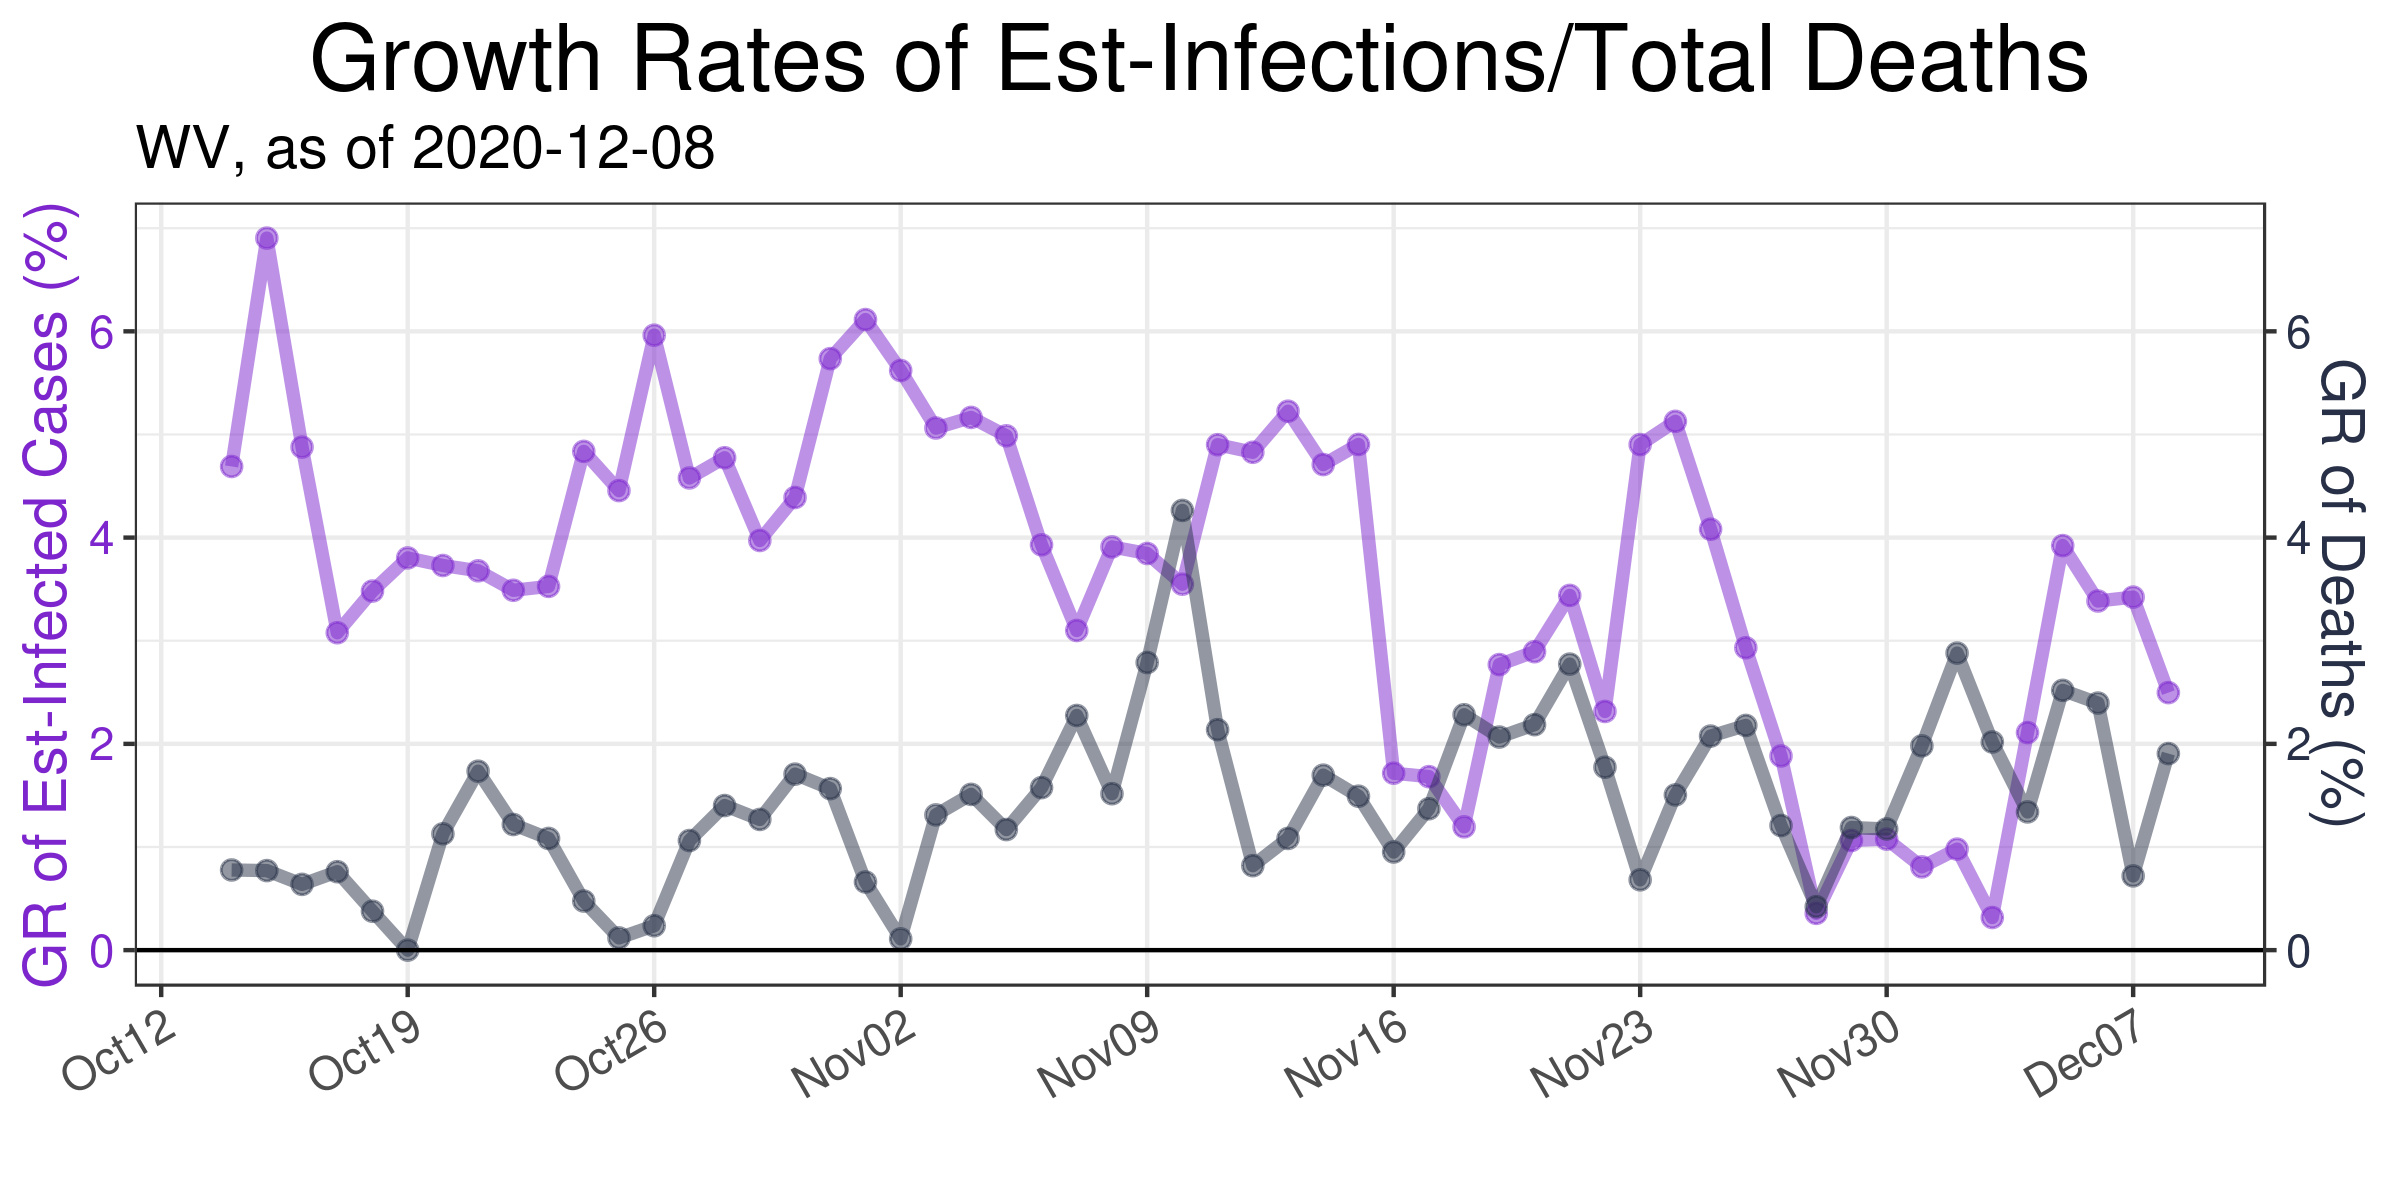 Growth Rates of Est-Infections/Total Deaths
WV, as of 2020-12-08
GR of Est-Infected Cases (%)
6
4
2
0
6
4
2
0
GR of Deaths (%)
Oct12
Oct19
Oct26
Nov02
Nov09
Nov16
Nov23
Nov30
Dec07